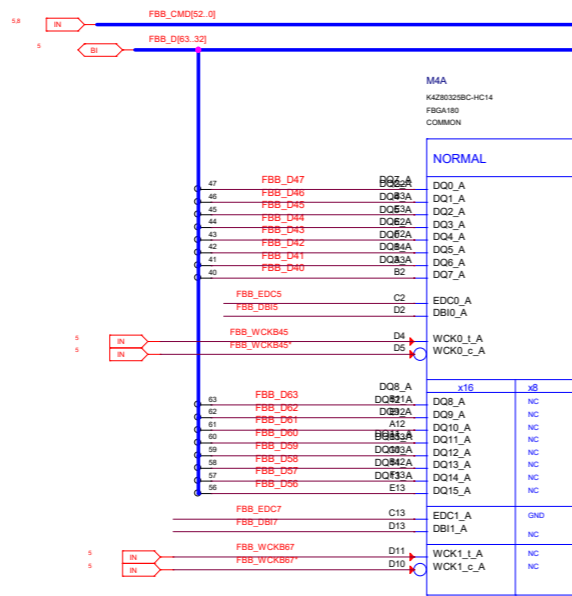 FBB_CMD[52..0]
5,8 IN
FBB_D[63..32]
5 BI
M4A
K4Z80325BC-HC14
FBGA180
COMMON
NORMAL
47 FBB_D47 DQ0_A
46 FBB_D46 DQ1_A
45 FBB_D45 DQ2_A
44 FBB_D44 DQ3_A
43 FBB_D43 DQ4_A
42 FBB_D42 DQ5_A
41 FBB_D41 DQ6_A
40 FBB_D40 B2 DQ7_A
FBB_EDC5 C2 EDC0_A
FBB_DBI5 D2 DBI0_A
5 IN FBB_WCKB45 D4 WCK0_t_A
5 IN FBB_WCKB45* D5 WCK0_c_A
DQ8_A x16 x8
63 FBB_D63 DQ8_A NC
62 FBB_D62 DQ9_A NC
61 FBB_D61 A12 DQ10_A NC
60 FBB_D60 DQ11_A NC
59 FBB_D59 DQ12_A NC
58 FBB_D58 DQ13_A NC
57 FBB_D57 DQ14_A NC
56 FBB_D56 E13 DQ15_A NC
FBB_EDC7 C13 EDC1_A GND
FBB_DBI7 D13 DBI1_A NC
5 IN FBB_WCKB67 D11 WCK1_t_A NC
5 IN FBB_WCKB67* D10 WCK1_c_A NC